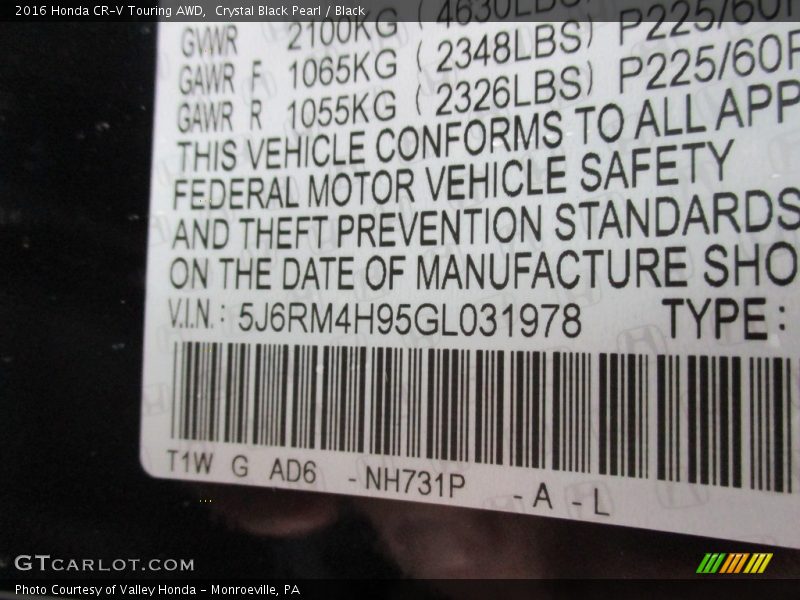 2016 Honda CR-V Touring AWD,  Crystal Black Pearl / Black
GVWR 2100KG ( 4630LBS) P225/60
GAWR F 1065KG ( 2348LBS) P225/60R
GAWR R 1055KG ( 2326LBS)
THIS VEHICLE CONFORMS TO ALL APP
FEDERAL MOTOR VEHICLE SAFETY
AND THEFT PREVENTION STANDARDS
ON THE DATE OF MANUFACTURE SHO
V.I.N.: 5J6RM4H95GL031978 TYPE:
T1W G AD6 -NH731P -A-L
GTCARLOT.COM
Photo Courtesy of Valley Honda - Monroeville, PA